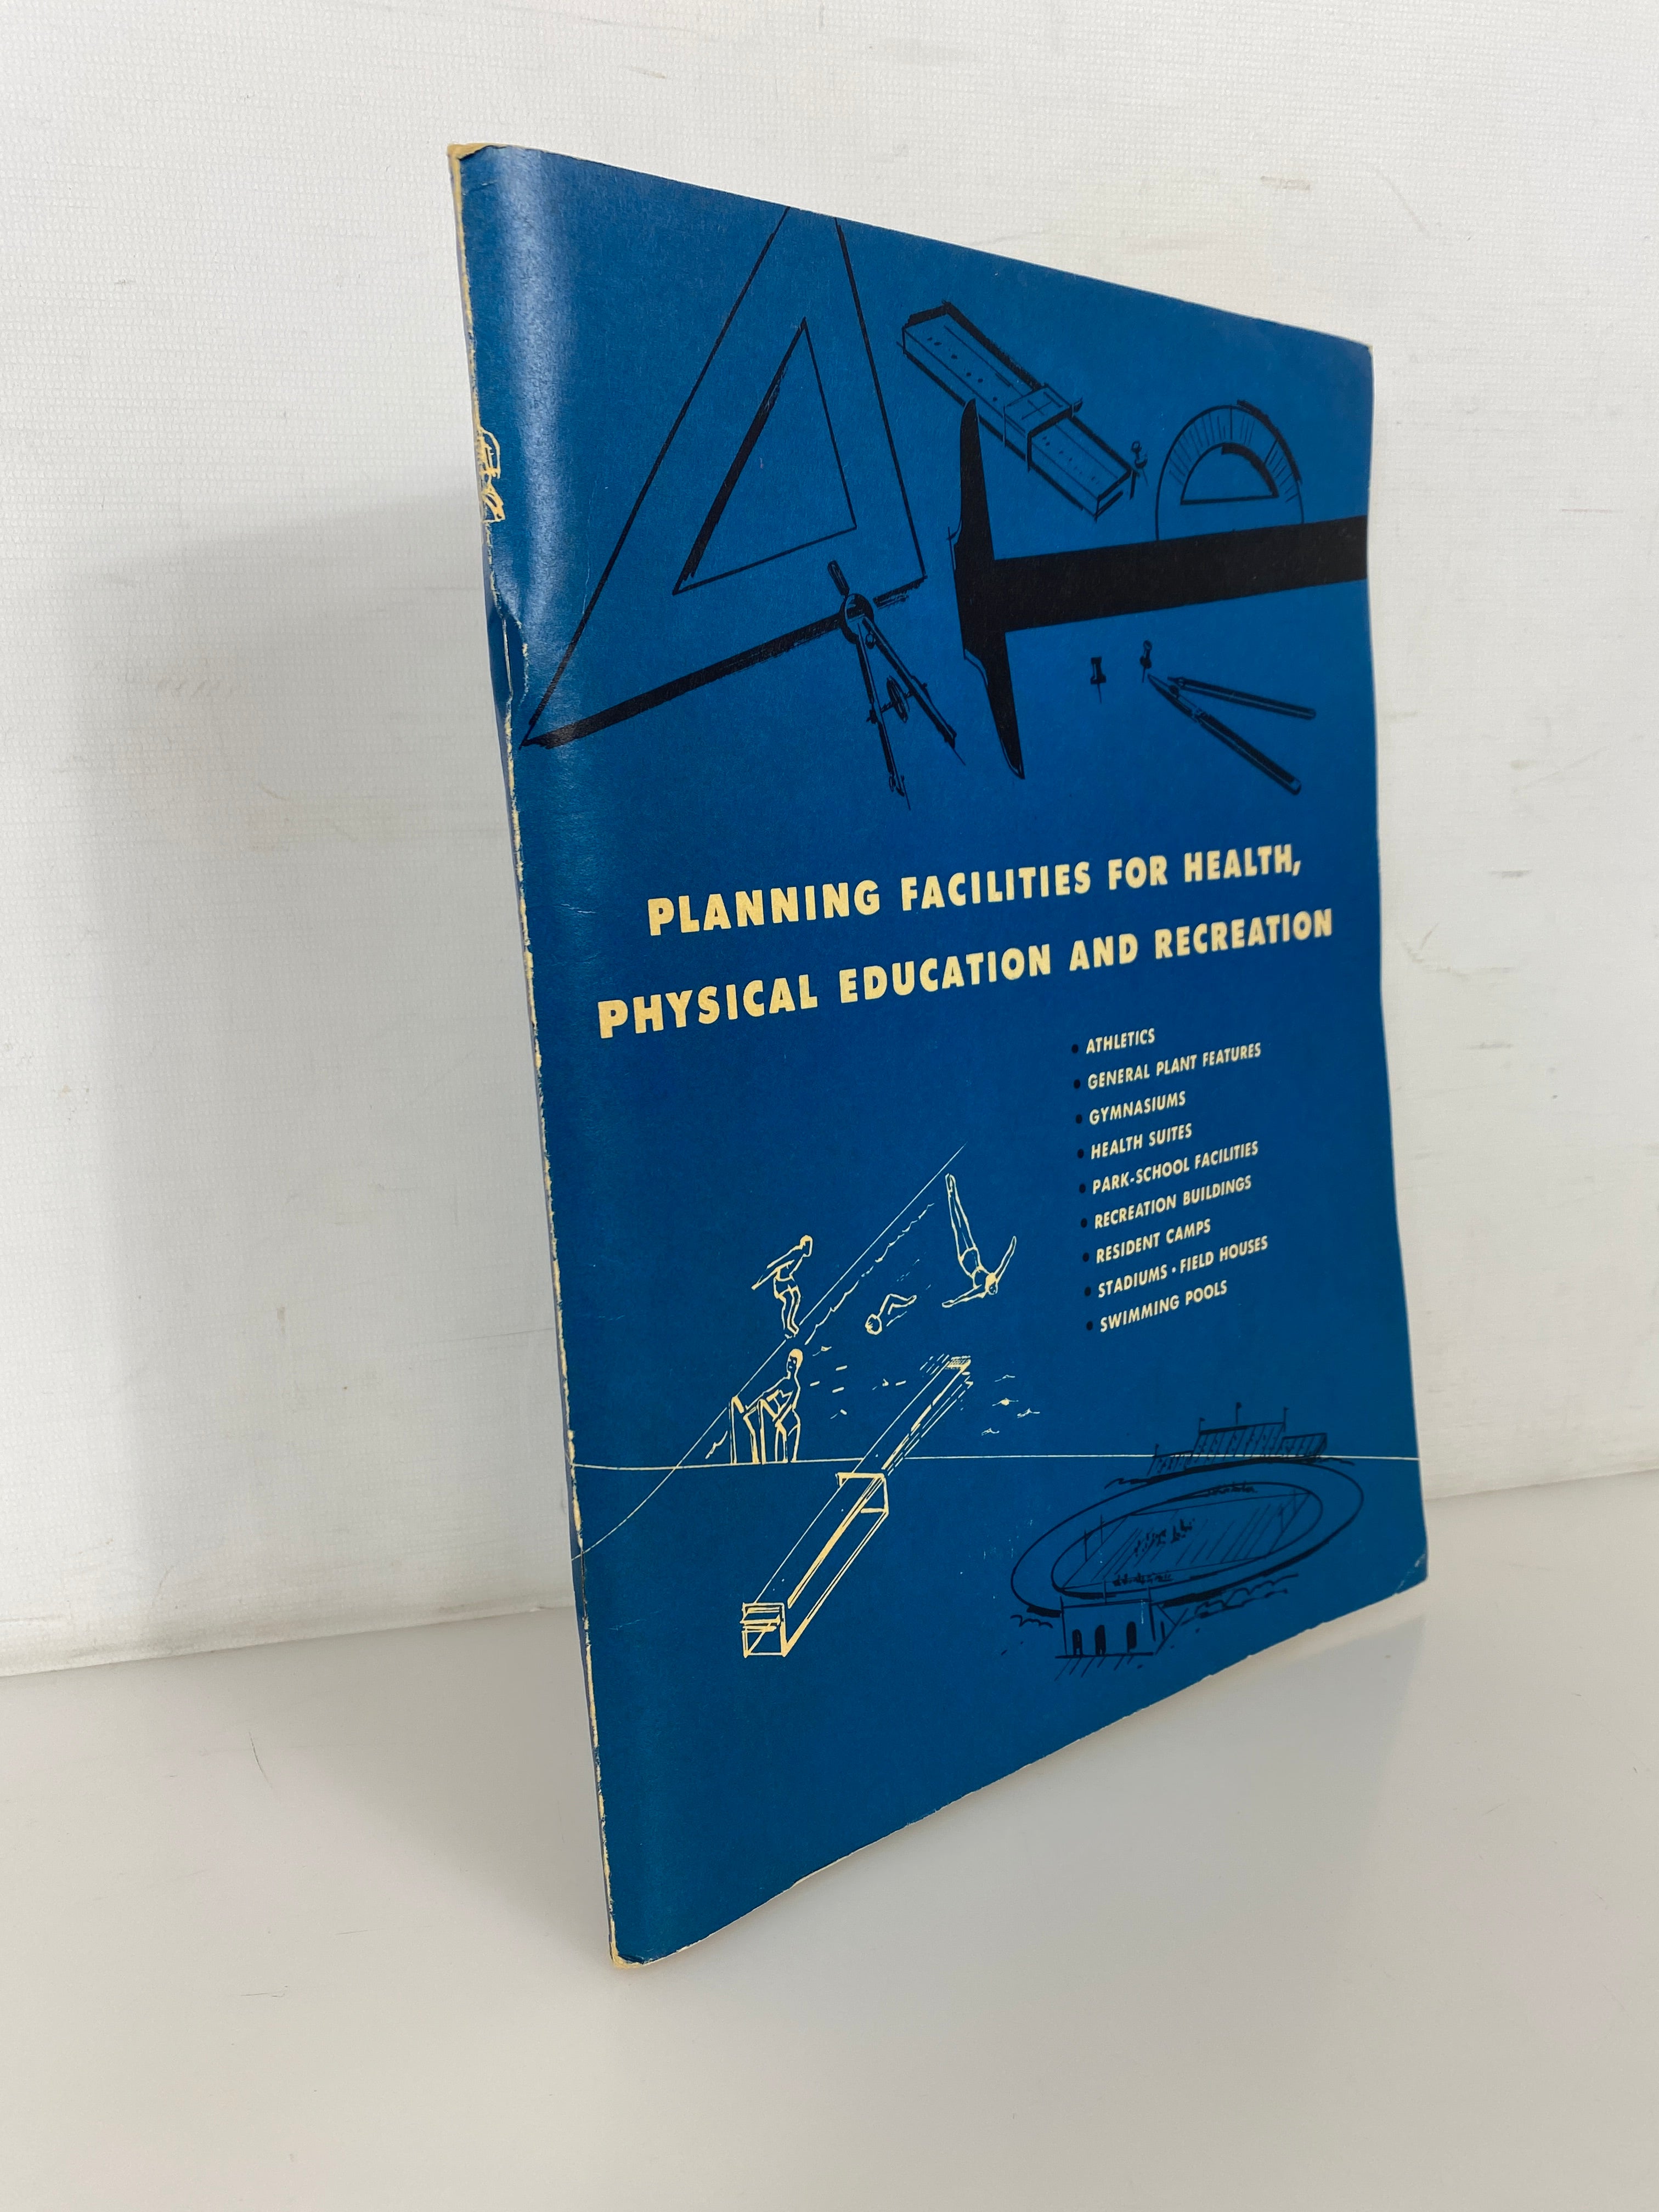 PLANNING FACILITIES FOR HEALTH,
PHYSICAL EDUCATION AND RECREATION
• ATHLETICS
• GENERAL PLANT FEATURES
• GYMNASIUMS
• HEALTH SUITES
• PARK-SCHOOL FACILITIES
• RECREATION BUILDINGS
• RESIDENT CAMPS
• STADIUMS • FIELD HOUSES
• SWIMMING POOLS